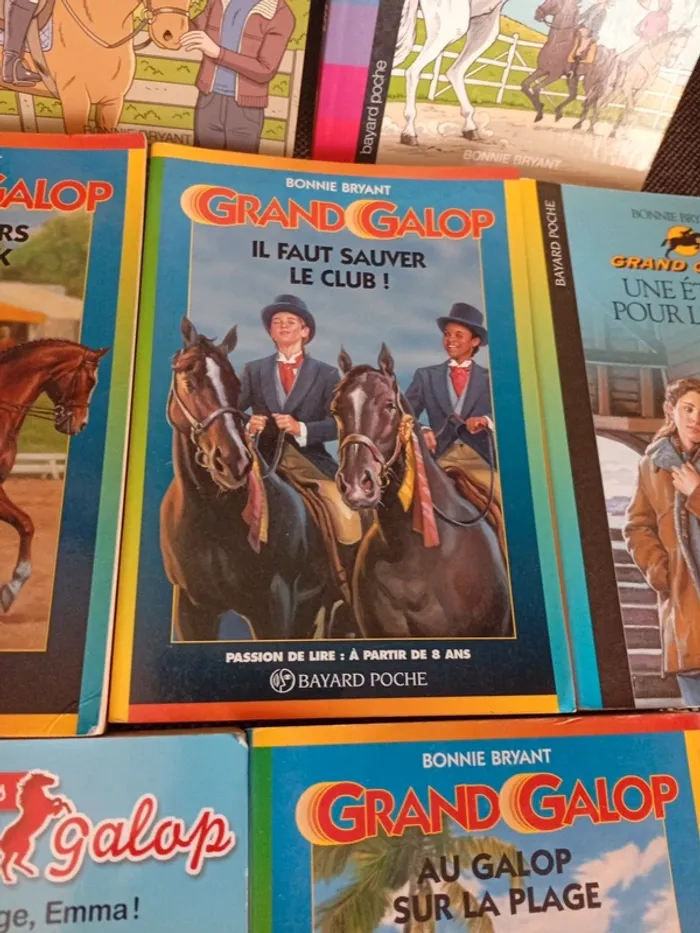 BONNIE BRYANT
bayard poche
BONNIE BRYANT
GALOP
BONNIE BRYANT
GRAND GALOP
IL FAUT SAUVER
LE CLUB !
PASSION DE LIRE : À PARTIR DE 8 ANS
BAYARD POCHE
BAYARD POCHE
BONNIE
GRAND
UNE
POUR
galop
Emma!
BONNIE BRYANT
GRAND GALOP
AU GALOP
SUR LA PLAGE